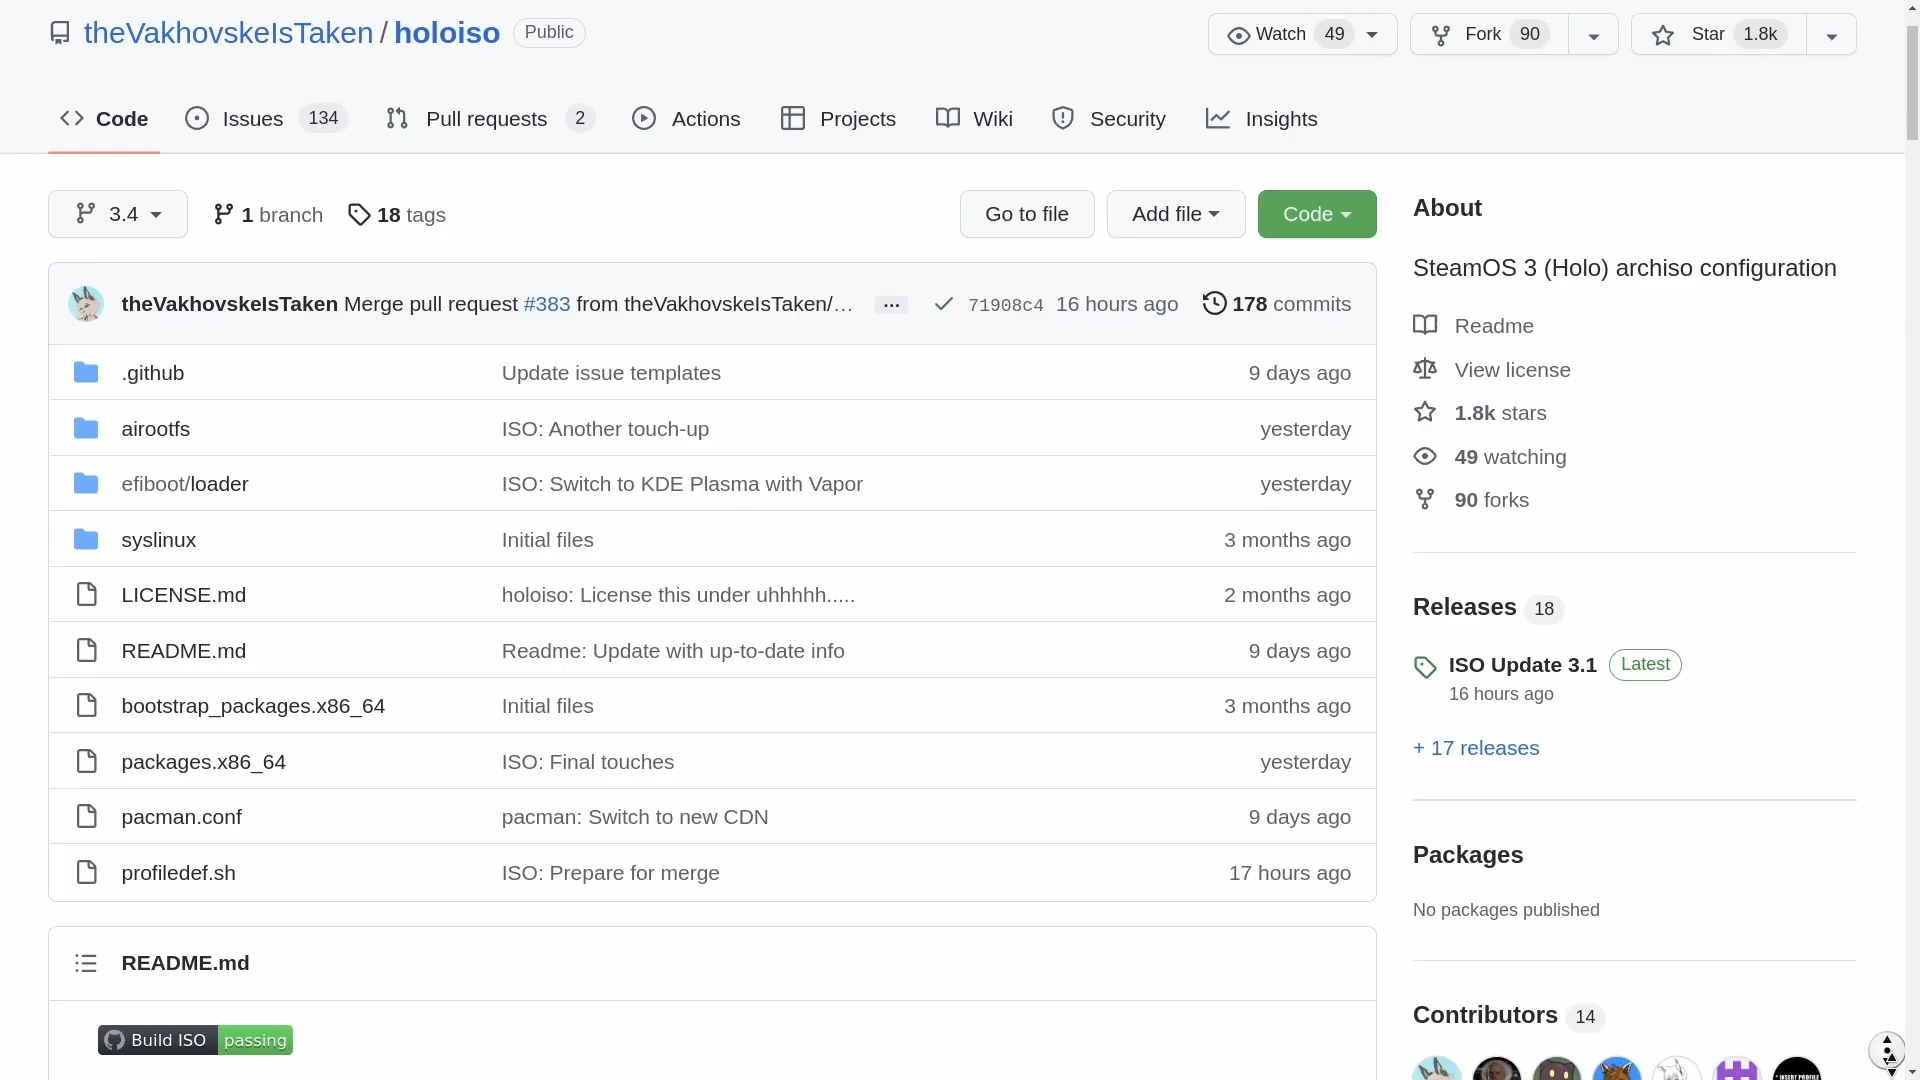 theVakhovskeIsTaken / holoiso Public
Watch 49 Fork 90 Star 1.8k
Code Issues 134 Pull requests 2 Actions Projects Wiki Security Insights
3.4 1 branch 18 tags Go to file Add file Code
theVakhovskeIsTaken Merge pull request #383 from theVakhovskeIsTaken/… ... 71908c4 16 hours ago 178 commits
.github Update issue templates 9 days ago
airootfs ISO: Another touch-up yesterday
efiboot/loader ISO: Switch to KDE Plasma with Vapor yesterday
syslinux Initial files 3 months ago
LICENSE.md holoiso: License this under uhhhhh..... 2 months ago
README.md Readme: Update with up-to-date info 9 days ago
bootstrap_packages.x86_64 Initial files 3 months ago
packages.x86_64 ISO: Final touches yesterday
pacman.conf pacman: Switch to new CDN 9 days ago
profiledef.sh ISO: Prepare for merge 17 hours ago
README.md
Build ISO passing
About
SteamOS 3 (Holo) archiso configuration
Readme
View license
1.8k stars
49 watching
90 forks
Releases 18
ISO Update 3.1 Latest
16 hours ago
+ 17 releases
Packages
No packages published
Contributors 14
INSERT PROFILE